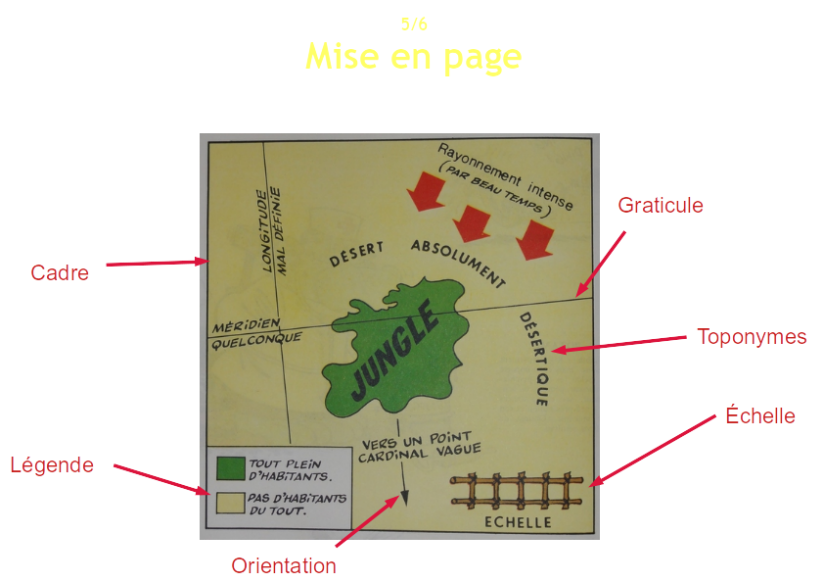 5/6
Mise en page
Rayonnement intense
(PAR BEAU TEMPS)
Graticule
LONGITUDE
MAL DÉFINIE
DÉSERT ABSOLUMENT
Cadre
MÉRIDIEN
QUELCONQUE
JUNGLE
DÉSERTIQUE
Toponymes
Échelle
VERS UN POINT
CARDINAL VAGUE
Légende
TOUT PLEIN
D'HABITANTS.
PAS D'HABITANTS
DU TOUT.
ECHELLE
Orientation